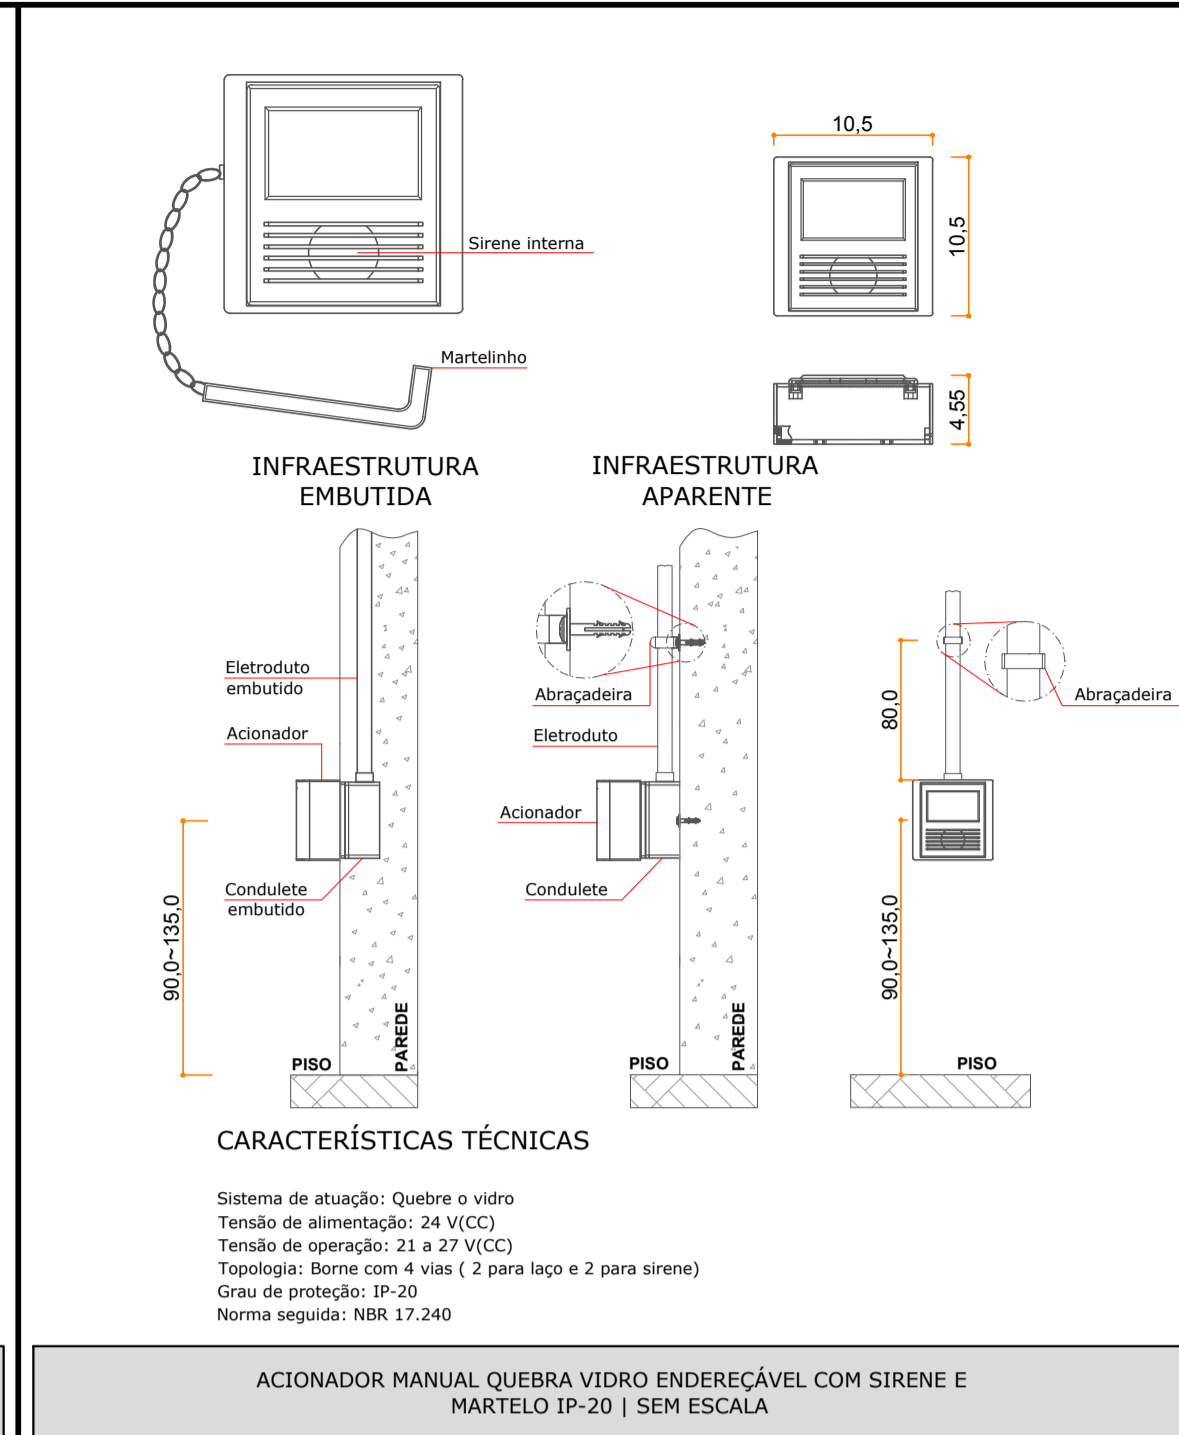 Sirene interna
Martelinho
10,5
10,5
4,55
INFRAESTRUTURA
EMBUTIDA
INFRAESTRUTURA
APARENTE
Eletroduto
embutido
Acionador
Condulete
embutido
90,0~135,0
PISO
PAREDE
Abraçadeira
Eletroduto
Acionador
Condulete
PISO
PAREDE
80,0
Abraçadeira
90,0~135,0
PISO
CARACTERÍSTICAS TÉCNICAS
Sistema de atuação: Quebre o vidro
Tensão de alimentação: 24 V(CC)
Tensão de operação: 21 a 27 V(CC)
Topologia: Borne com 4 vias ( 2 para laço e 2 para sirene)
Grau de proteção: IP-20
Norma seguida: NBR 17.240
ACIONADOR MANUAL QUEBRA VIDRO ENDEREÇÁVEL COM SIRENE E
MARTELO IP-20 | SEM ESCALA